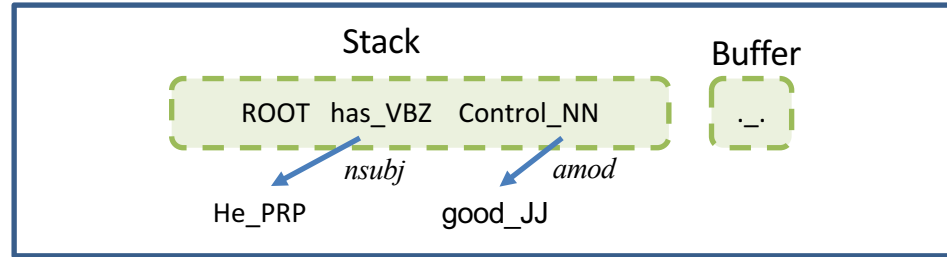 Stack
Buffer
ROOT has_VBZ Control_NN
._.
nsubj
amod
He_PRP
good_JJ